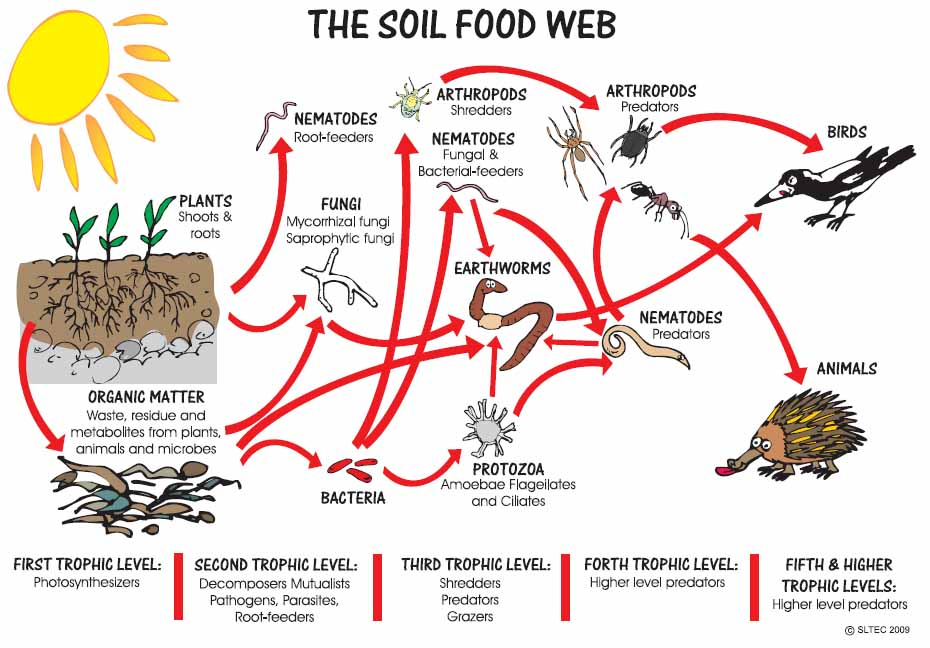 THE SOIL FOOD WEB
ARTHROPODS
Shredders
ARTHROPODS
Predators
NEMATODES
Root-feeders
NEMATODES
Fungal &
Bacterial-feeders
BIRDS
PLANTS
Shoots &
roots
FUNGI
Mycorrhizal fungi
Saprophytic fungi
EARTHWORMS
NEMATODES
Predators
ANIMALS
ORGANIC MATTER
Waste, residue and
metabolites from plants,
animals and microbes
BACTERIA
PROTOZOA
Amoebae Flageilates
and Ciliates
FIRST TROPHIC LEVEL:
Photosynthesizers
SECOND TROPHIC LEVEL:
Decomposers Mutualists
Pathogens, Parasites,
Root-feeders
THIRD TROPHIC LEVEL:
Shredders
Predators
Grazers
FORTH TROPHIC LEVEL:
Higher level predators
FIFTH & HIGHER
TROPHIC LEVELS:
Higher level predators
© SLTEC 2009